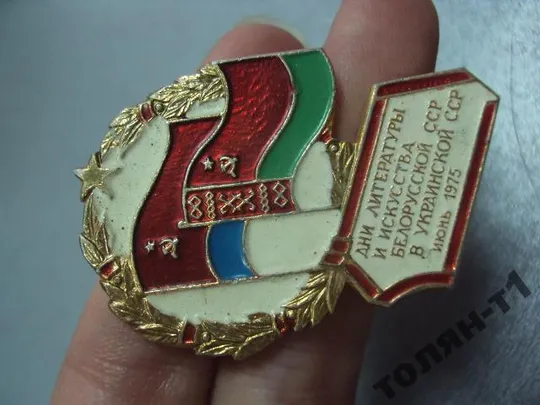 ДНИ ЛИТЕРАТУРЫ
И ИСКУССТВА
БЕЛОРУССКОЙ ССР
В УКРАИНСКОЙ ССР
ИЮНЬ 1975
ТОЛЯН-Т1